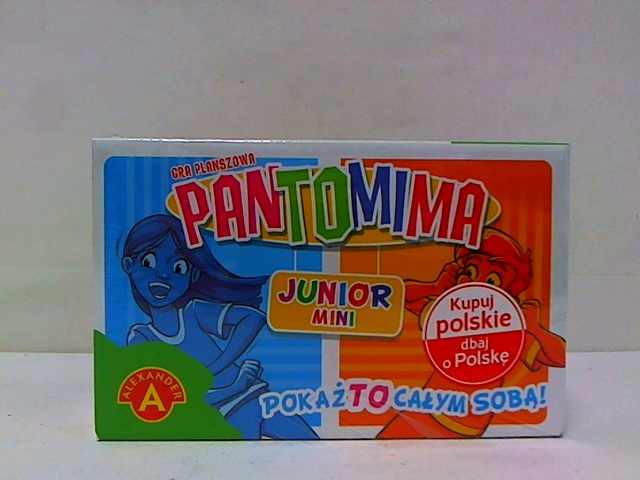 GRA PLANSZOWA
PANTOMIMA
JUNIOR
MINI
Kupuj
polskie
dbaj
o Polskę
POKAŻ TO CAŁYM SOBĄ!
ALEXANDER
A